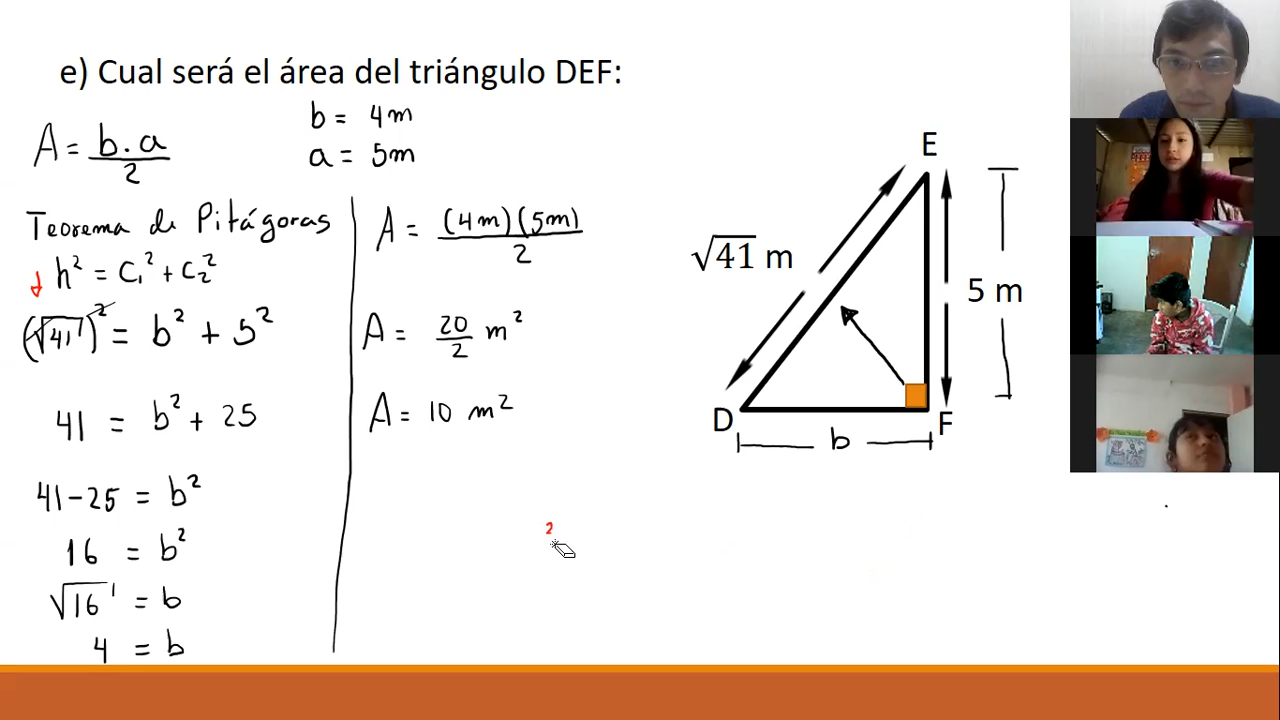 e) Cual será el área del triángulo DEF:
A = b.a/2
b = 4m
a = 5m
Teorema de Pitágoras
h² = C₁² + C₂²
(√41)² = b² + 5²
41 = b² + 25
41-25 = b²
16 = b²
√16 = b
4 = b
A = (4m)(5m)/2
A = 20/2 m²
A = 10 m²
E
√41 m
5 m
D
F
b
2